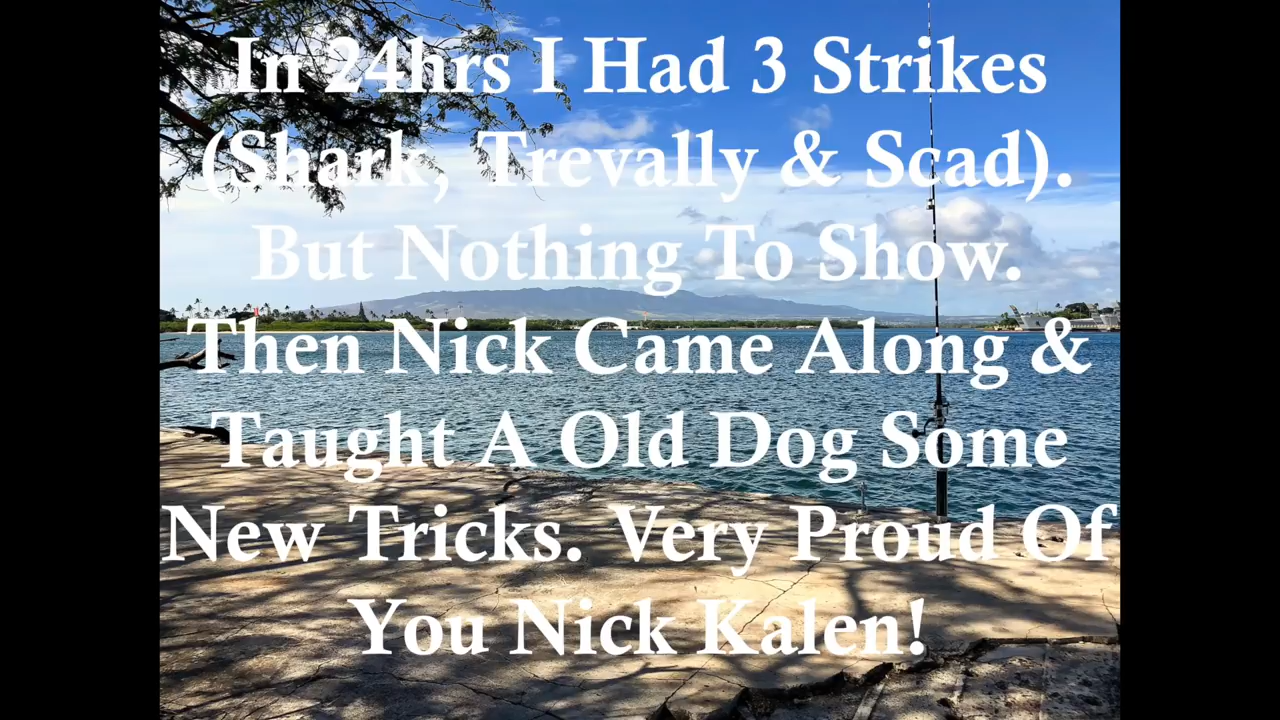 In 24hrs I Had 3 Strikes
(Shark, Trevally & Scad).
But Nothing To Show.
Then Nick Came Along &
Taught A Old Dog Some
New Tricks. Very Proud Of
You Nick Kalen!